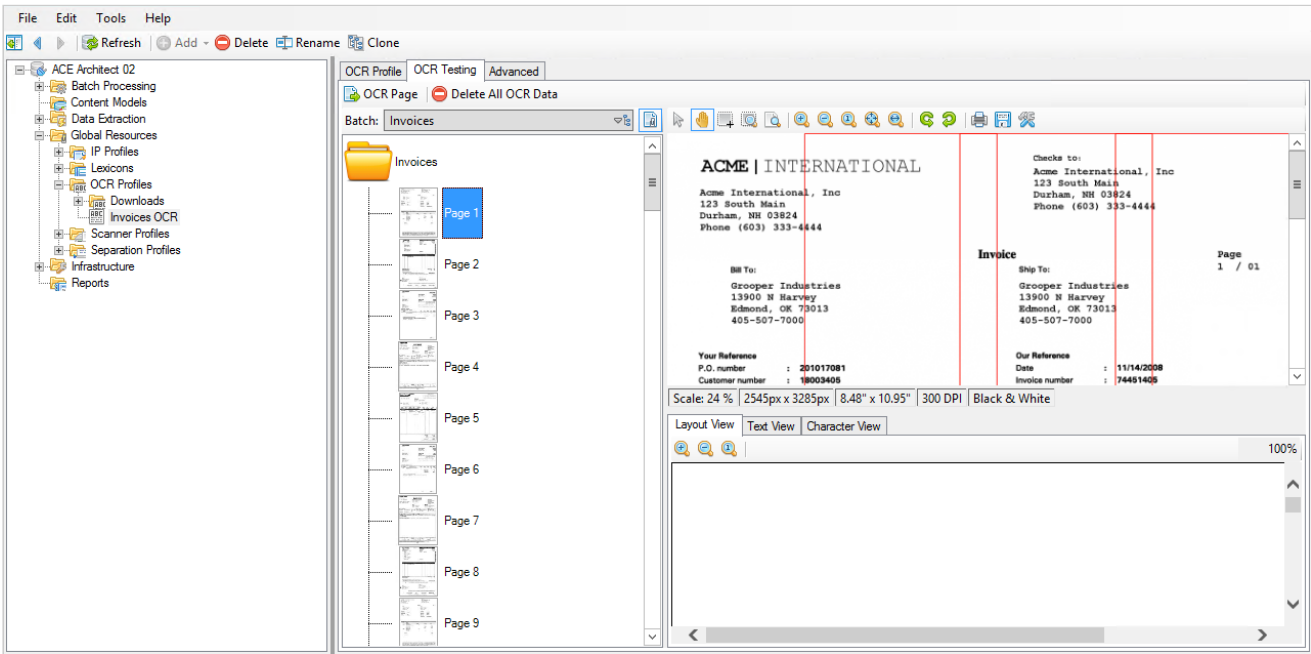 File Edit Tools Help
Refresh Add Delete Rename Clone
ACE Architect 02
Batch Processing
Content Models
Data Extraction
Global Resources
IP Profiles
Lexicons
OCR Profiles
Downloads
Invoices OCR
Scanner Profiles
Separation Profiles
Infrastructure
Reports
OCR Profile OCR Testing Advanced
OCR Page Delete All OCR Data
Batch: Invoices
Invoices
Page 1
Page 2
Page 3
Page 4
Page 5
Page 6
Page 7
Page 8
Page 9
ACME | INTERNATIONAL
Acme International, Inc
123 South Main
Durham, NH 03824
Phone (603) 333-4444
Checks to:
Acme International, Inc
123 South Main
Durham, NH 03824
Phone (603) 333-4444
Invoice
Page
1 / 01
Bill To:
Grooper Industries
13900 N Harvey
Edmond, OK 73013
405-507-7000
Ship To:
Grooper Industries
13900 N Harvey
Edmond, OK 73013
405-507-7000
Your Reference
P.O. number : 201017081
Customer number : 18003405
Our Reference
Date : 11/14/2008
Invoice number : 74451405
Scale: 24 % 2545px x 3285px 8.48" x 10.95" 300 DPI Black & White
Layout View Text View Character View
100%